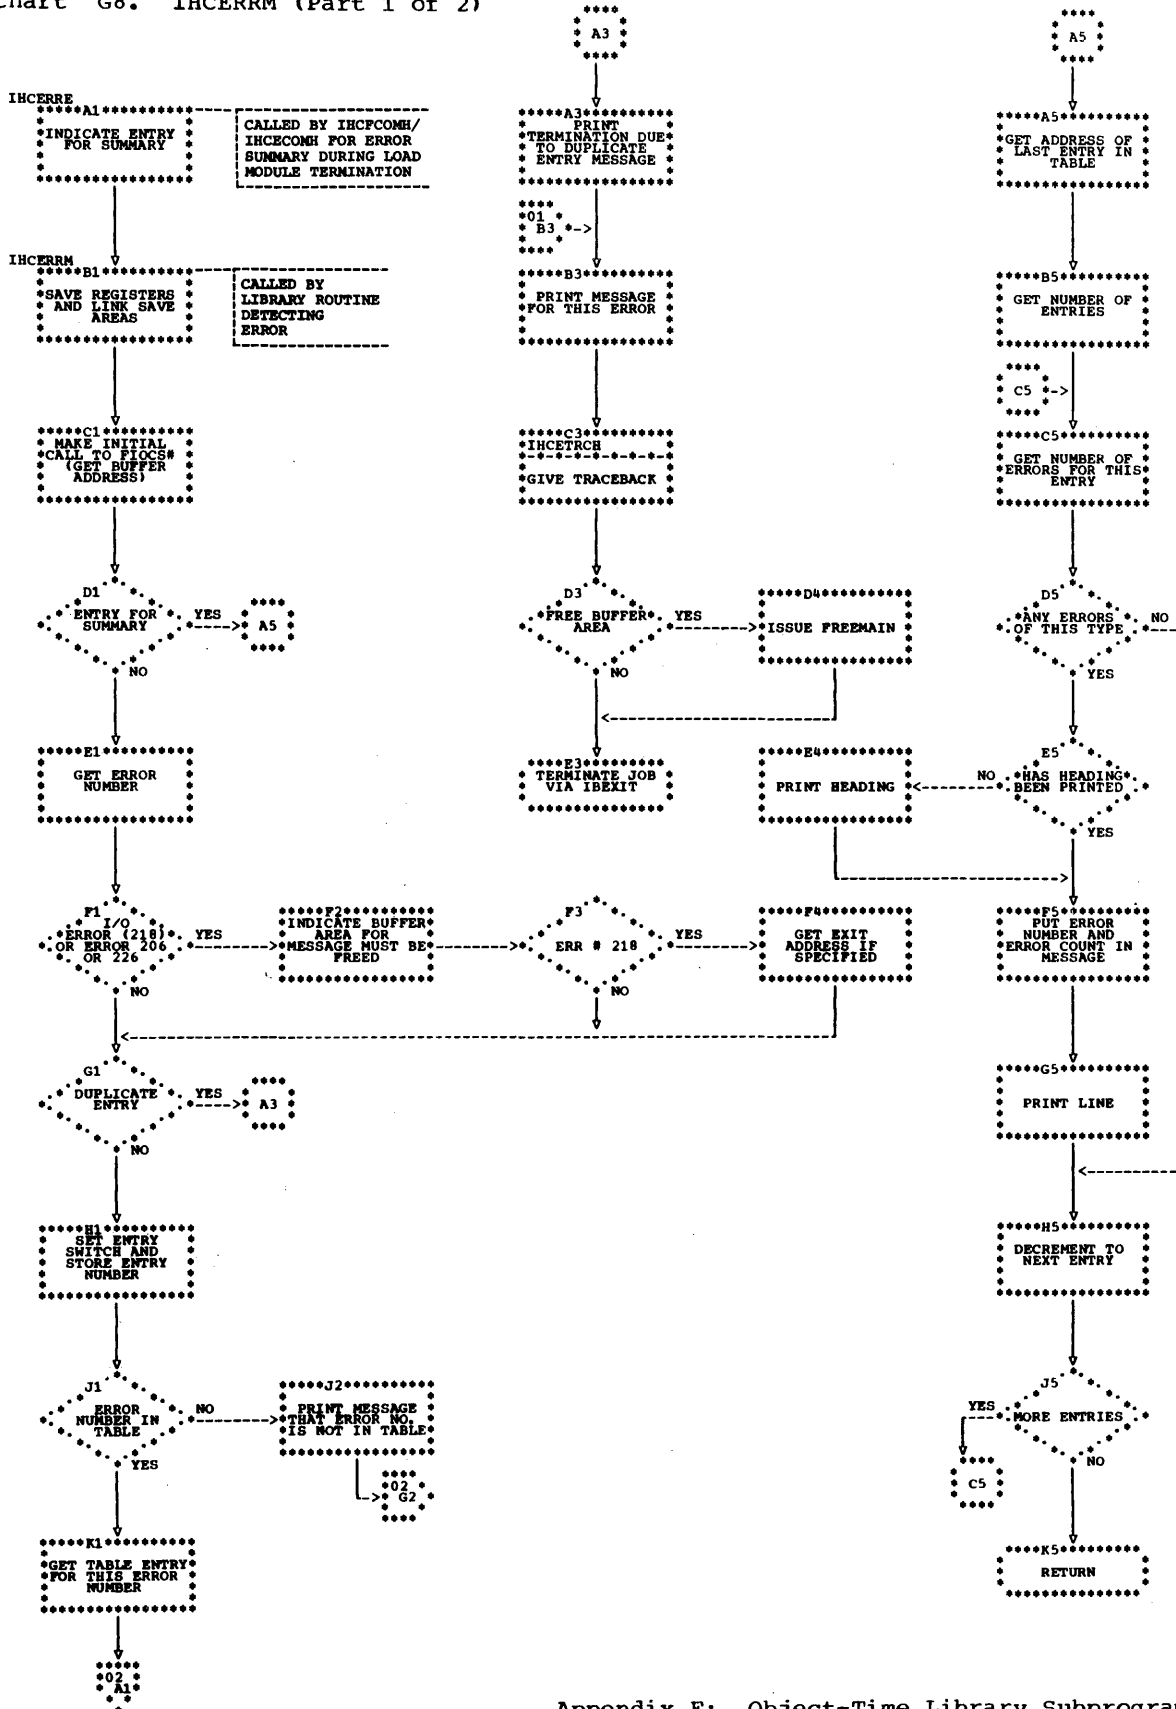 Chart G8. IHCERRM (Part 1 of 2)
IHCERRE
A1
INDICATE ENTRY
FOR SUMMARY
CALLED BY IHCFCOMH/
IHCECOMH FOR ERROR
SUMMARY DURING LOAD
MODULE TERMINATION
IHCERRM
B1
SAVE REGISTERS
AND LINK SAVE
AREAS
CALLED BY
LIBRARY ROUTINE
DETECTING
ERROR
C1
MAKE INITIAL
CALL TO FIOCS#
(GET BUFFER
ADDRESS)
D1
ENTRY FOR
SUMMARY
YES
A5
NO
E1
GET ERROR
NUMBER
F1
I/O
ERROR (218)
OR ERROR 206
OR 226
YES
NO
F2
INDICATE BUFFER
AREA FOR
MESSAGE MUST BE
FREED
F3
ERR # 218
YES
NO
F4
GET EXIT
ADDRESS IF
SPECIFIED
G1
DUPLICATE
ENTRY
YES
A3
NO
H1
SET ENTRY
SWITCH AND
STORE ENTRY
NUMBER
J1
ERROR
NUMBER IN
TABLE
NO
YES
J2
PRINT MESSAGE
THAT ERROR NO.
IS NOT IN TABLE
02
G2
K1
GET TABLE ENTRY
FOR THIS ERROR
NUMBER
02
A1
A3
A3
PRINT
TERMINATION DUE
TO DUPLICATE
ENTRY MESSAGE
01
B3
B3
PRINT MESSAGE
FOR THIS ERROR
C3
IHCETRCH
GIVE TRACEBACK
D3
FREE BUFFER
AREA
YES
NO
D4
ISSUE FREEMAIN
E3
TERMINATE JOB
VIA IBEXIT
A5
A5
GET ADDRESS OF
LAST ENTRY IN
TABLE
B5
GET NUMBER OF
ENTRIES
C5
C5
GET NUMBER OF
ERRORS FOR THIS
ENTRY
D5
ANY ERRORS
OF THIS TYPE
NO
YES
E5
HAS HEADING
BEEN PRINTED
NO
YES
E4
PRINT HEADING
F5
PUT ERROR
NUMBER AND
ERROR COUNT IN
MESSAGE
G5
PRINT LINE
H5
DECREMENT TO
NEXT ENTRY
J5
MORE ENTRIES
YES
NO
C5
K5
RETURN
Object-Time Library